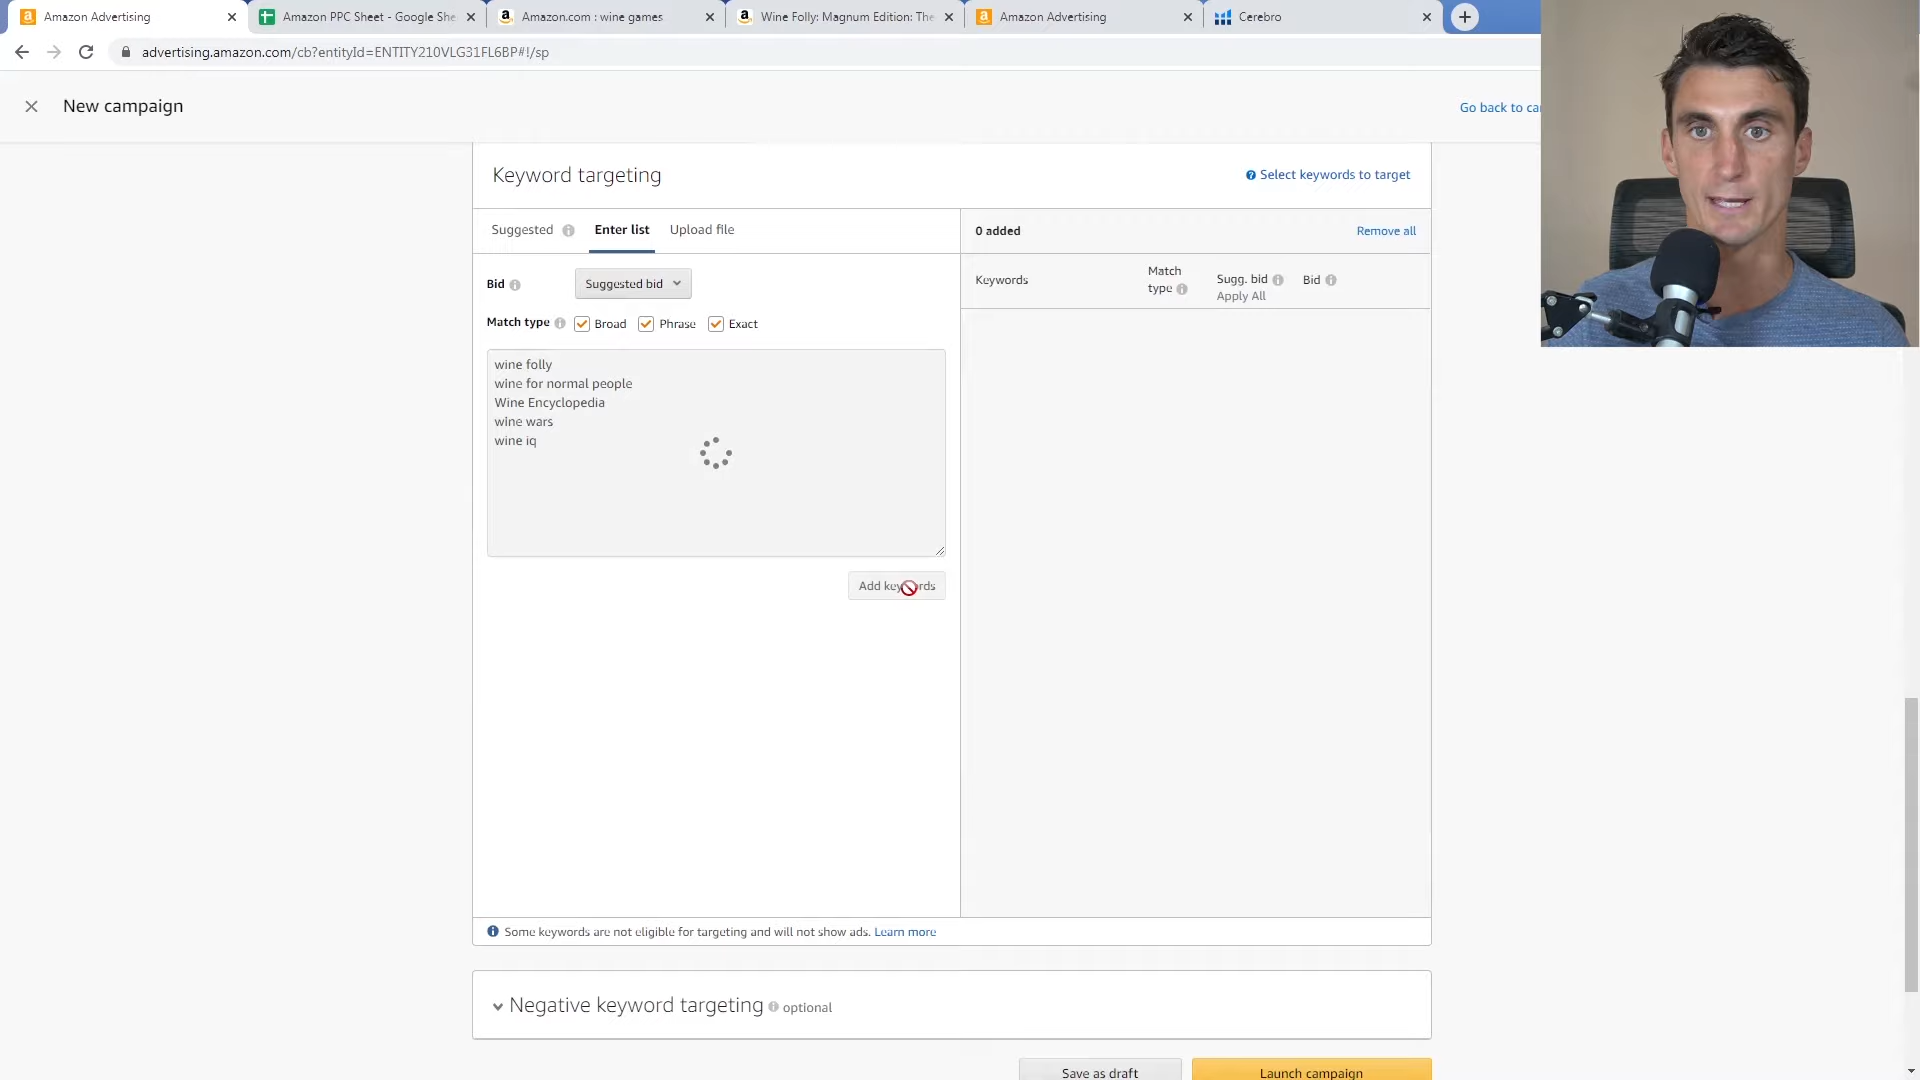 Amazon Advertising
Amazon PPC Sheet - Google She
Amazon.com : wine games
Wine Folly: Magnum Edition: The
Amazon Advertising
Cerebro
advertising.amazon.com/cb?entityId=ENTITY210VLG31FL6BP#!/sp
New campaign
Go back to ca
Keyword targeting
Select keywords to target
Suggested
Enter list
Upload file
0 added
Remove all
Bid
Suggested bid
Keywords
Match type
Sugg. bid
Apply All
Bid
Match type
Broad
Phrase
Exact
wine folly
wine for normal people
Wine Encyclopedia
wine wars
wine iq
Add keywords
Some keywords are not eligible for targeting and will not show ads. Learn more
Negative keyword targeting optional
Save as draft
Launch campaign